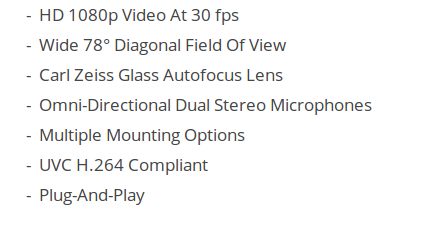 - HD 1080p Video At 30 fps
- Wide 78° Diagonal Field Of View
- Carl Zeiss Glass Autofocus Lens
- Omni-Directional Dual Stereo Microphones
- Multiple Mounting Options
- UVC H.264 Compliant
- Plug-And-Play